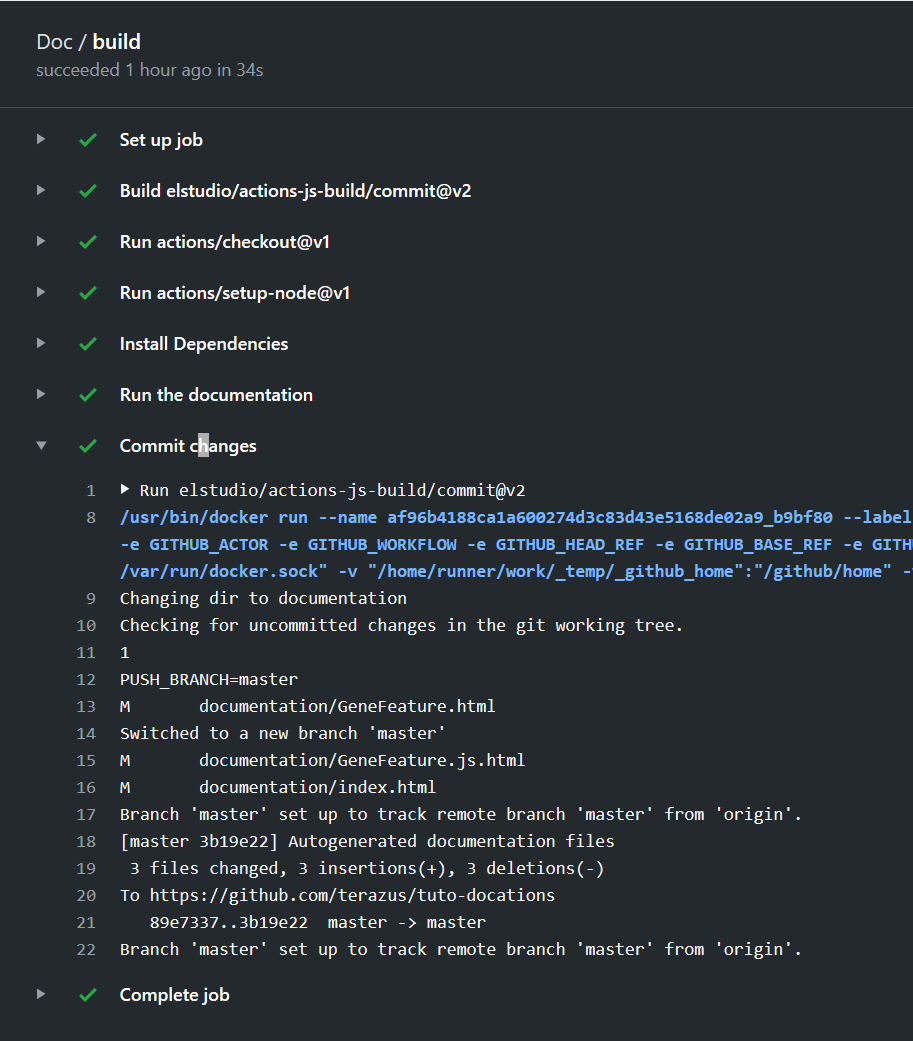 Doc / build
succeeded 1 hour ago in 34s
Set up job
Build elstudio/actions-js-build/commit@v2
Run actions/checkout@v1
Run actions/setup-node@v1
Install Dependencies
Run the documentation
Commit changes
1 Run elstudio/actions-js-build/commit@v2
8 /usr/bin/docker run --name af96b4188ca1a600274d3c83d43e5168de02a9_b9bf80 --label
-e GITHUB_ACTOR -e GITHUB_WORKFLOW -e GITHUB_HEAD_REF -e GITHUB_BASE_REF -e
/var/run/docker.sock" -v "/home/runner/work/_temp/_github_home":"/github/home"
9 Changing dir to documentation
10 Checking for uncommitted changes in the git working tree.
11 1
12 PUSH_BRANCH=master
13 M documentation/GeneFeature.html
14 Switched to a new branch 'master'
15 M documentation/GeneFeature.js.html
16 M documentation/index.html
17 Branch 'master' set up to track remote branch 'master' from 'origin'.
18 [master 3b19e22] Autogenerated documentation files
19 3 files changed, 3 insertions(+), 3 deletions(-)
20 To https://github.com/terazus/tuto-docations
21 89e7337..3b19e22 master -> master
22 Branch 'master' set up to track remote branch 'master' from 'origin'.
Complete job